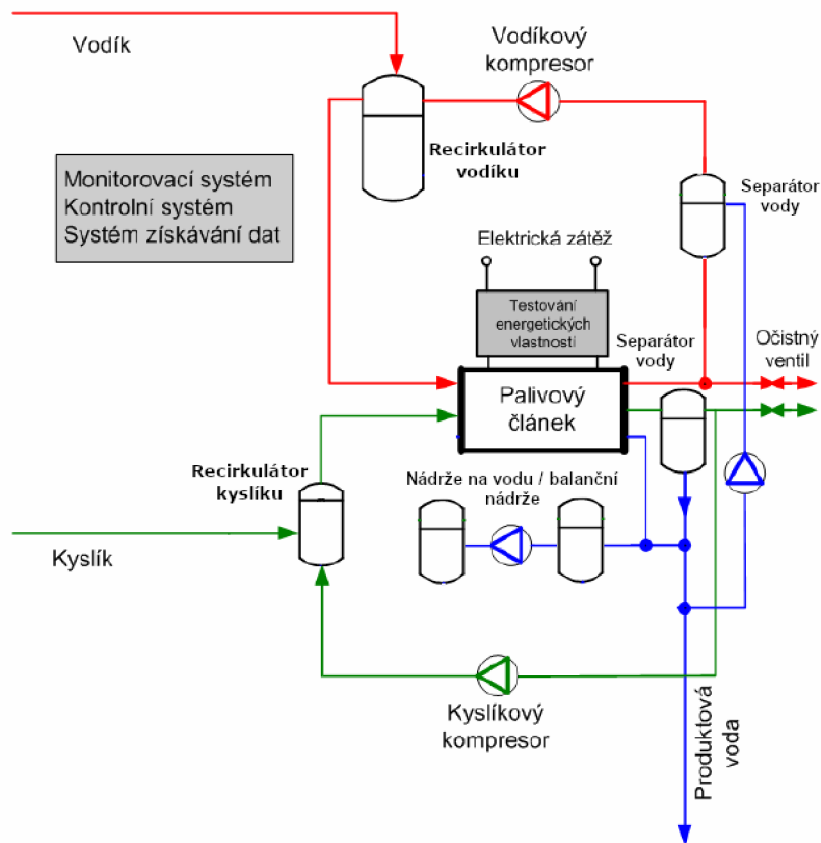 Vodík
Vodíkový
kompresor
Recirkulátor
vodíku
Monitorovací systém
Kontrolní systém
Systém získávání dat
Separátor
vody
Elektrická zátěž
Testování
energetických
vlastností
Separátor
vody
Očistný
ventil
Palivový
článek
Recirkulátor
kyslíku
Nádrže na vodu / balanční
nádrže
Kyslík
Kyslíkový
kompresor
Produktová
voda